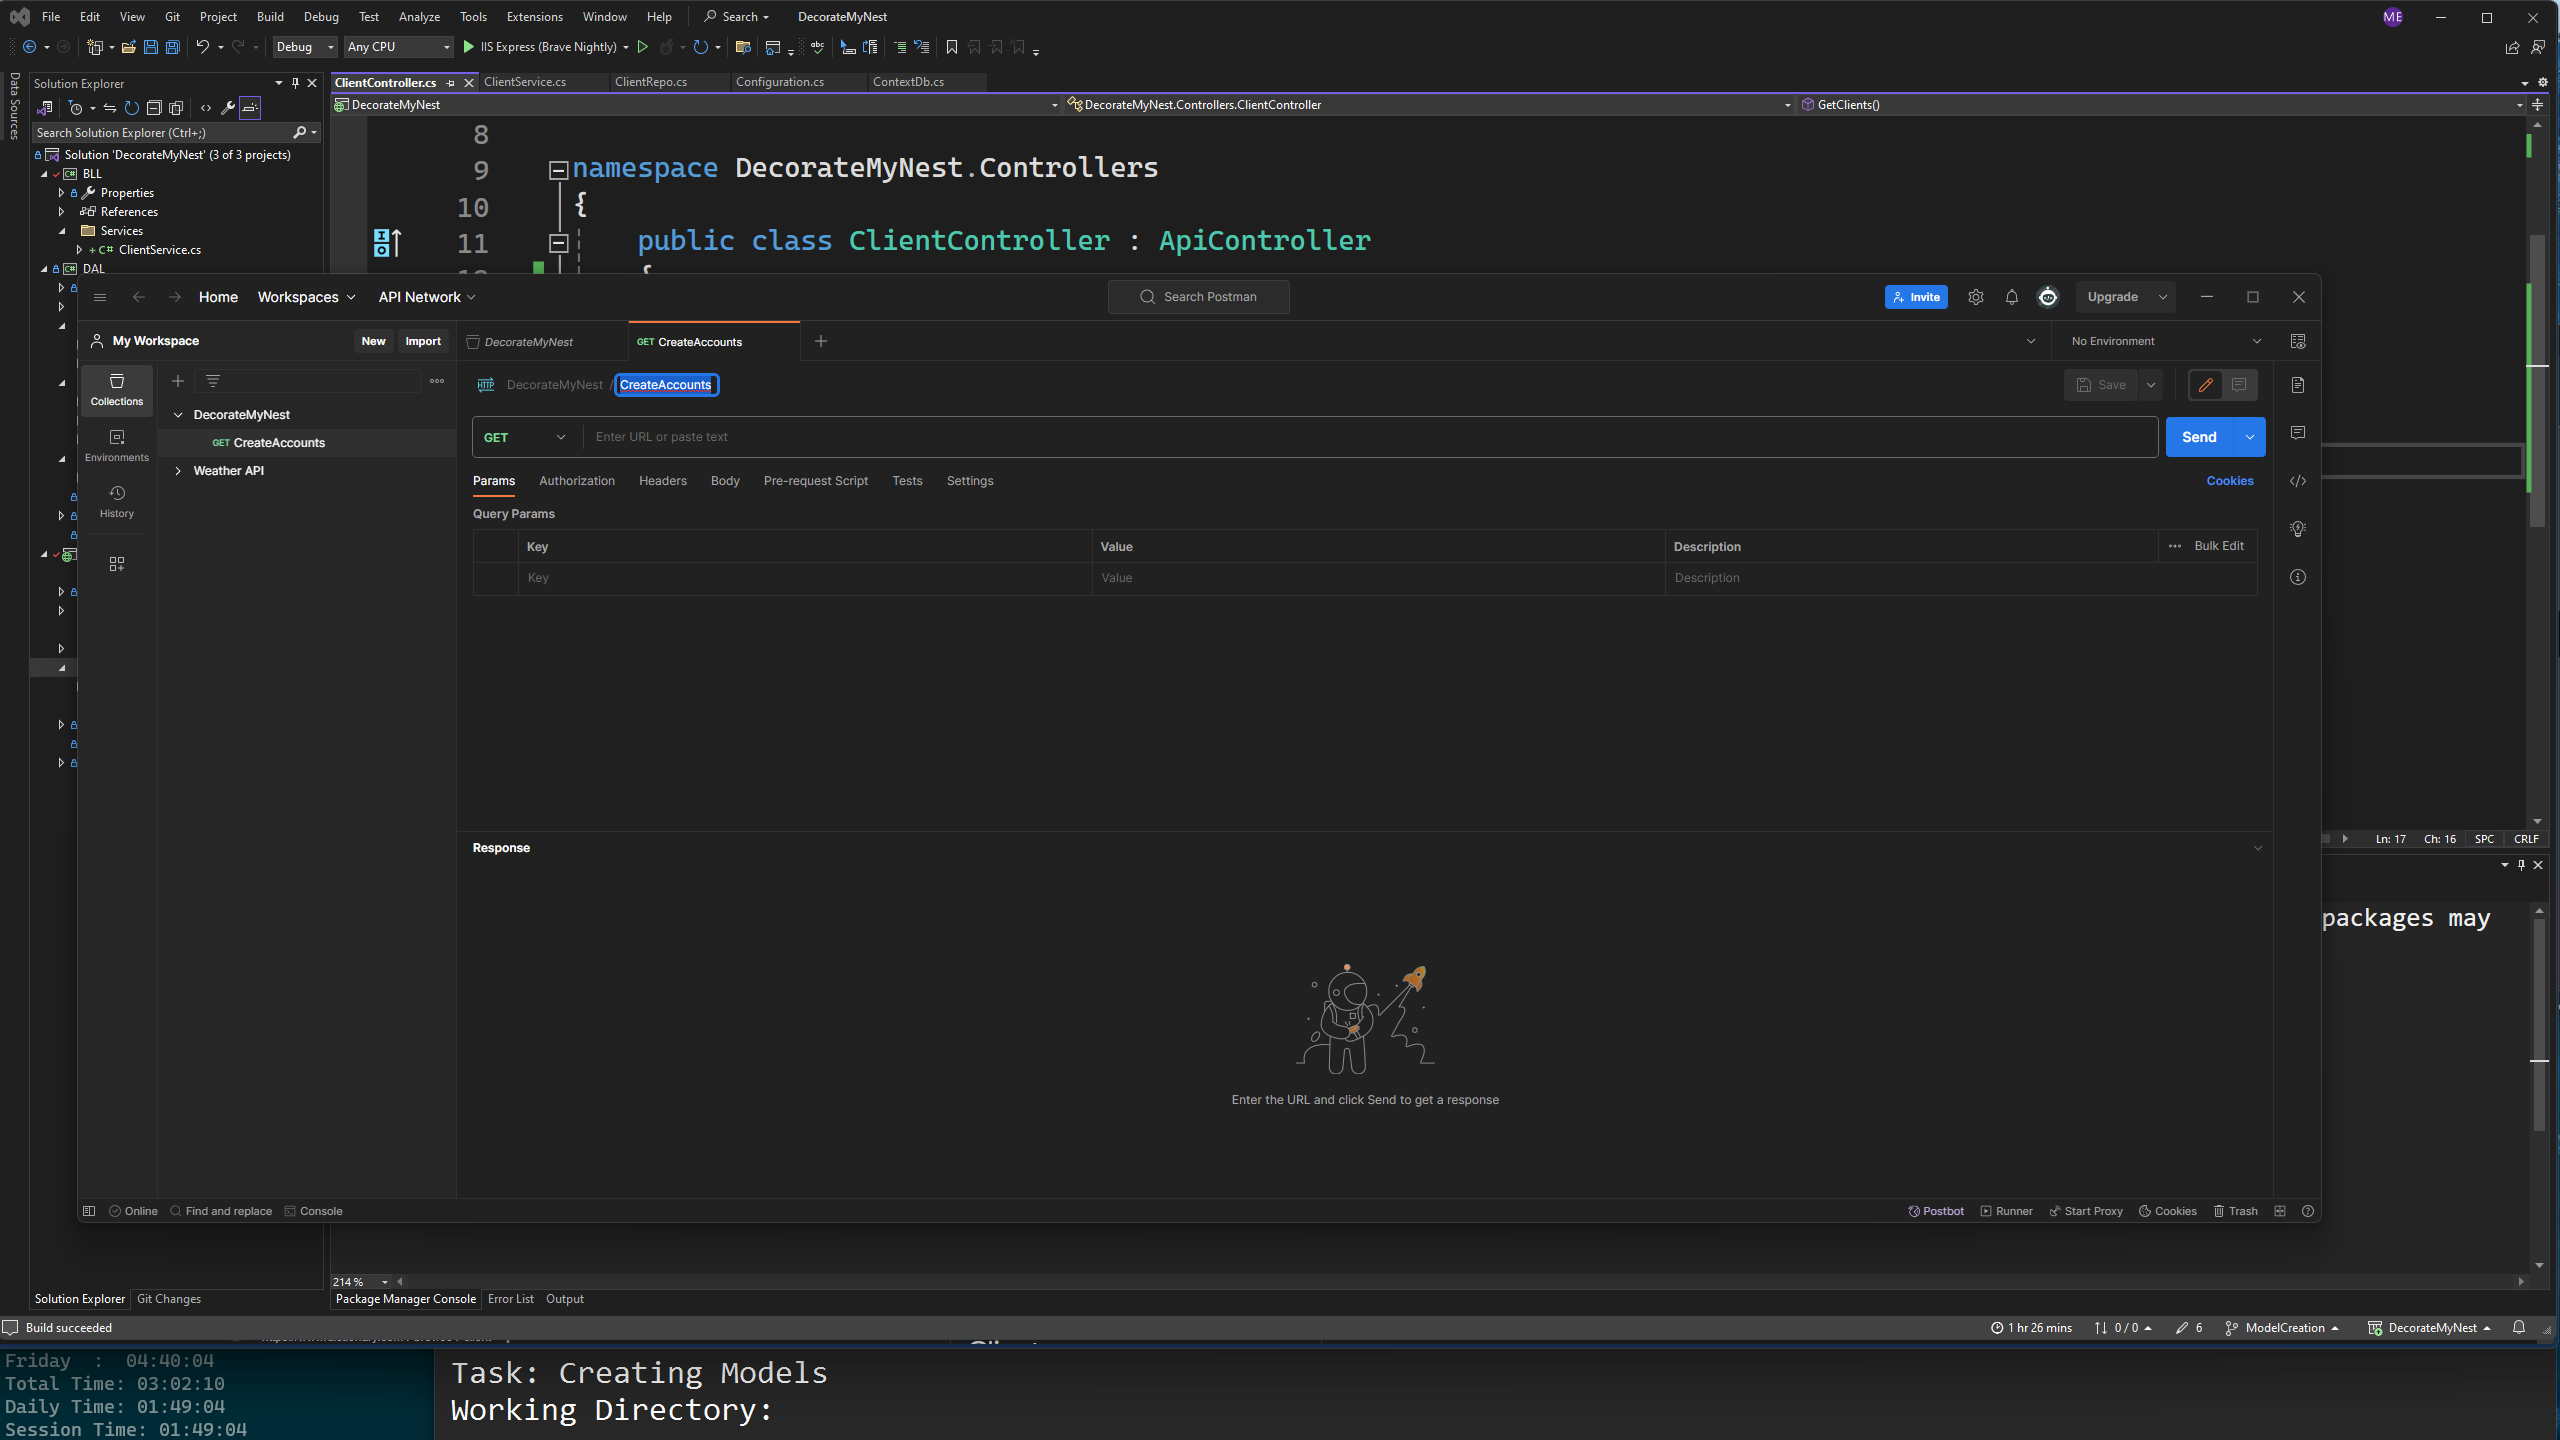 File Edit View Git Project Build Debug Test Analyze Tools Extensions Window Help Search DecorateMyNest ME
Debug Any CPU IIS Express (Brave Nightly)
Data Sources
Solution Explorer
Search Solution Explorer (Ctrl+;)
Solution 'DecorateMyNest' (3 of 3 projects)
BLL
Properties
References
Services
+ C# ClientService.cs
DAL
ClientController.cs ClientService.cs ClientRepo.cs Configuration.cs ContextDb.cs
DecorateMyNest DecorateMyNest.Controllers.ClientController GetClients()
8
9 namespace DecorateMyNest.Controllers
10 {
11 public class ClientController : ApiController
Home Workspaces API Network Search Postman Invite Upgrade
My Workspace New Import DecorateMyNest GET CreateAccounts No Environment
Collections
Environments
History
DecorateMyNest
GET CreateAccounts
Weather API
HTTP DecorateMyNest / CreateAccounts Save
GET Enter URL or paste text Send
Params Authorization Headers Body Pre-request Script Tests Settings Cookies
Query Params
Key Value Description Bulk Edit
Key Value Description
Response
Enter the URL and click Send to get a response
Online Find and replace Console Postbot Runner Start Proxy Cookies Trash
Ln: 17 Ch: 16 SPC CRLF
packages may
214 %
Solution Explorer Git Changes Package Manager Console Error List Output
Build succeeded 1 hr 26 mins 0 / 0 6 ModelCreation DecorateMyNest
Friday : 04:40:04
Total Time: 03:02:10
Daily Time: 01:49:04
Session Time: 01:49:04
Task: Creating Models
Working Directory: